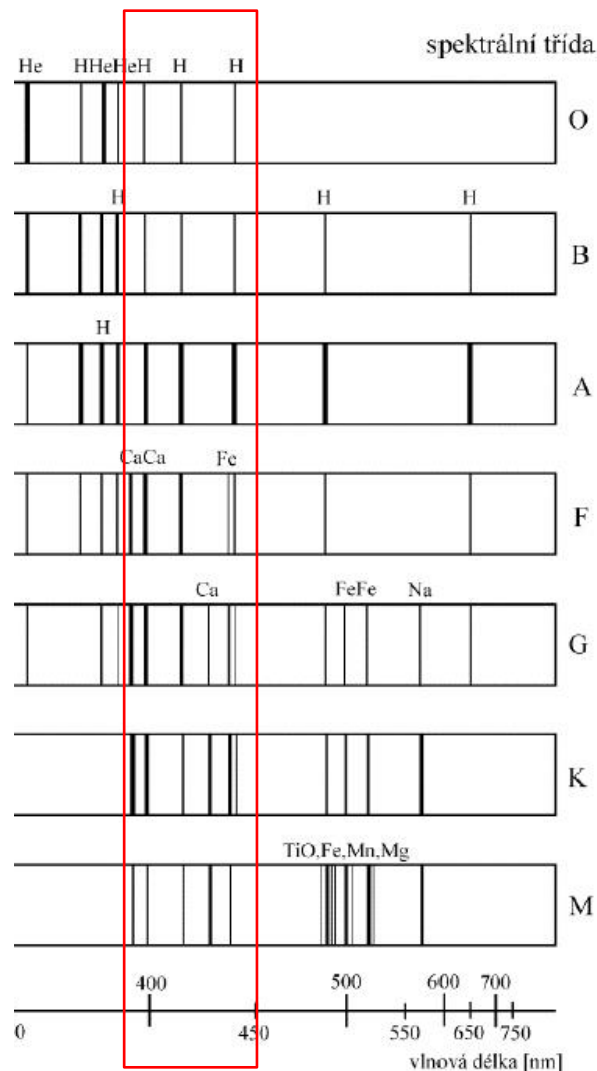 spektrální třída
He HHeHeH H H
O
H H H
B
H
A
CaCa Fe
F
Ca FeFe Na
G
K
TiO,Fe,Mn,Mg
M
400 500 600 700
0 450 550 650 750
vlnová délka [nm]